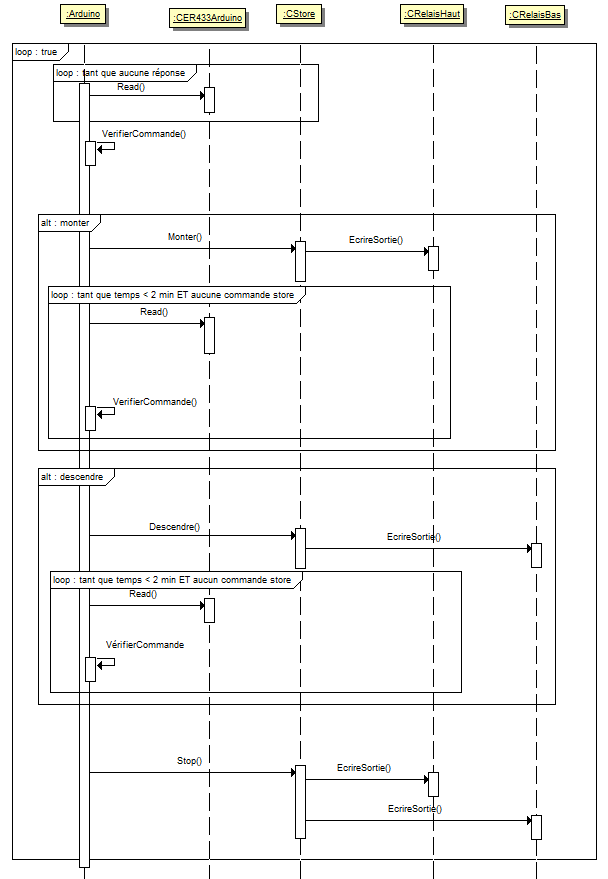 :Arduino
:CER433Arduino
:CStore
:CRelaisHaut
:CRelaisBas
loop : true
loop : tant que aucune réponse
Read()
VerifierCommande()
alt : monter
Monter()
EcrireSortie()
loop : tant que temps < 2 min ET aucune commande store
Read()
VerifierCommande()
alt : descendre
Descendre()
EcrireSortie()
loop : tant que temps < 2 min ET aucun commande store
Read()
VérifierCommande
Stop()
EcrireSortie()
EcrireSortie()